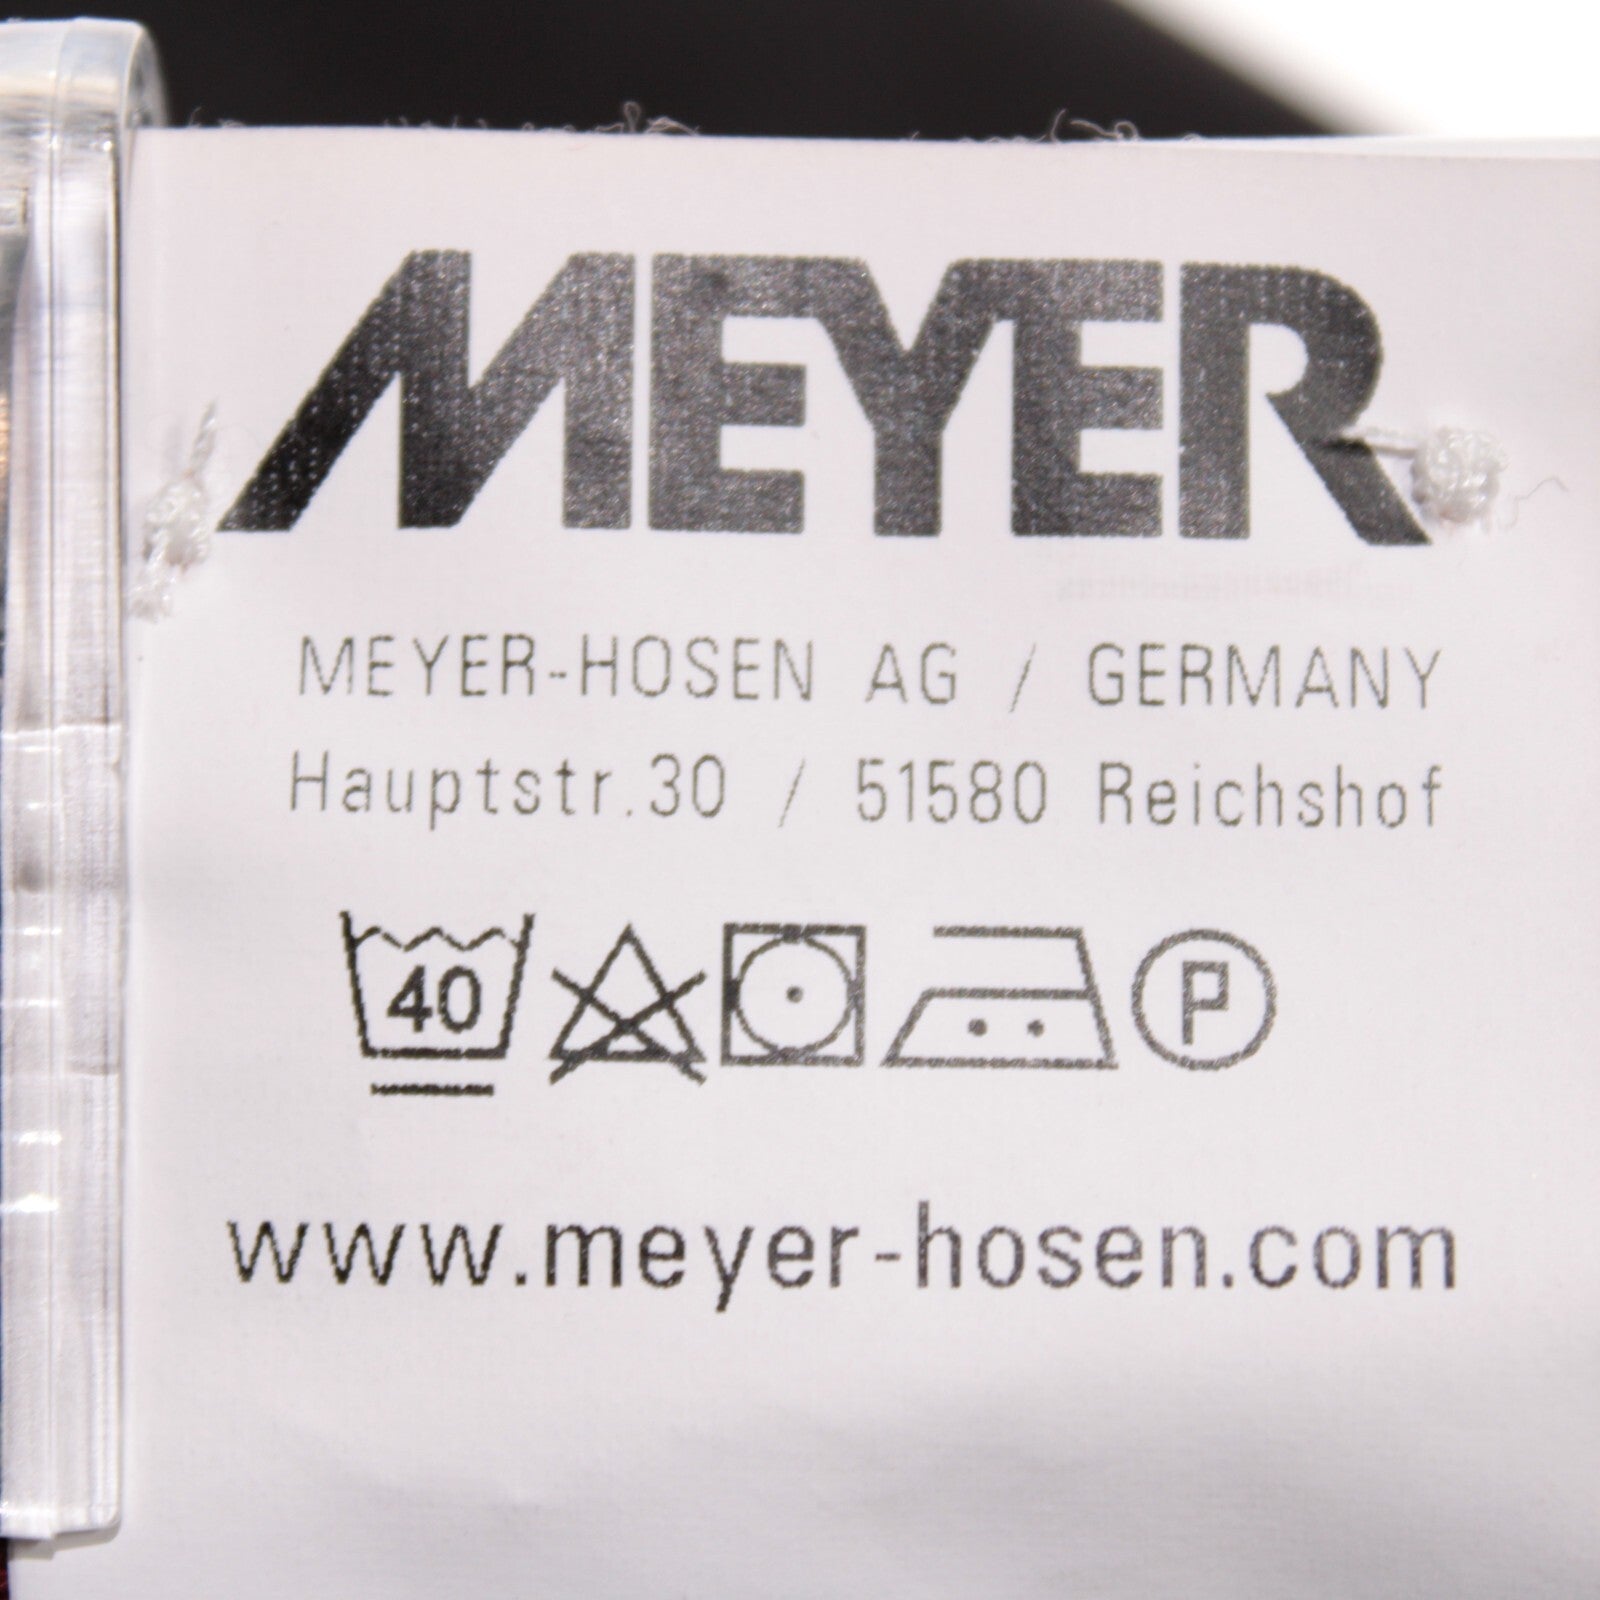 MEYER
MEYER-HOSEN AG / GERMANY
Hauptstr.30 / 51580 Reichshof
40 P
www.meyer-hosen.com